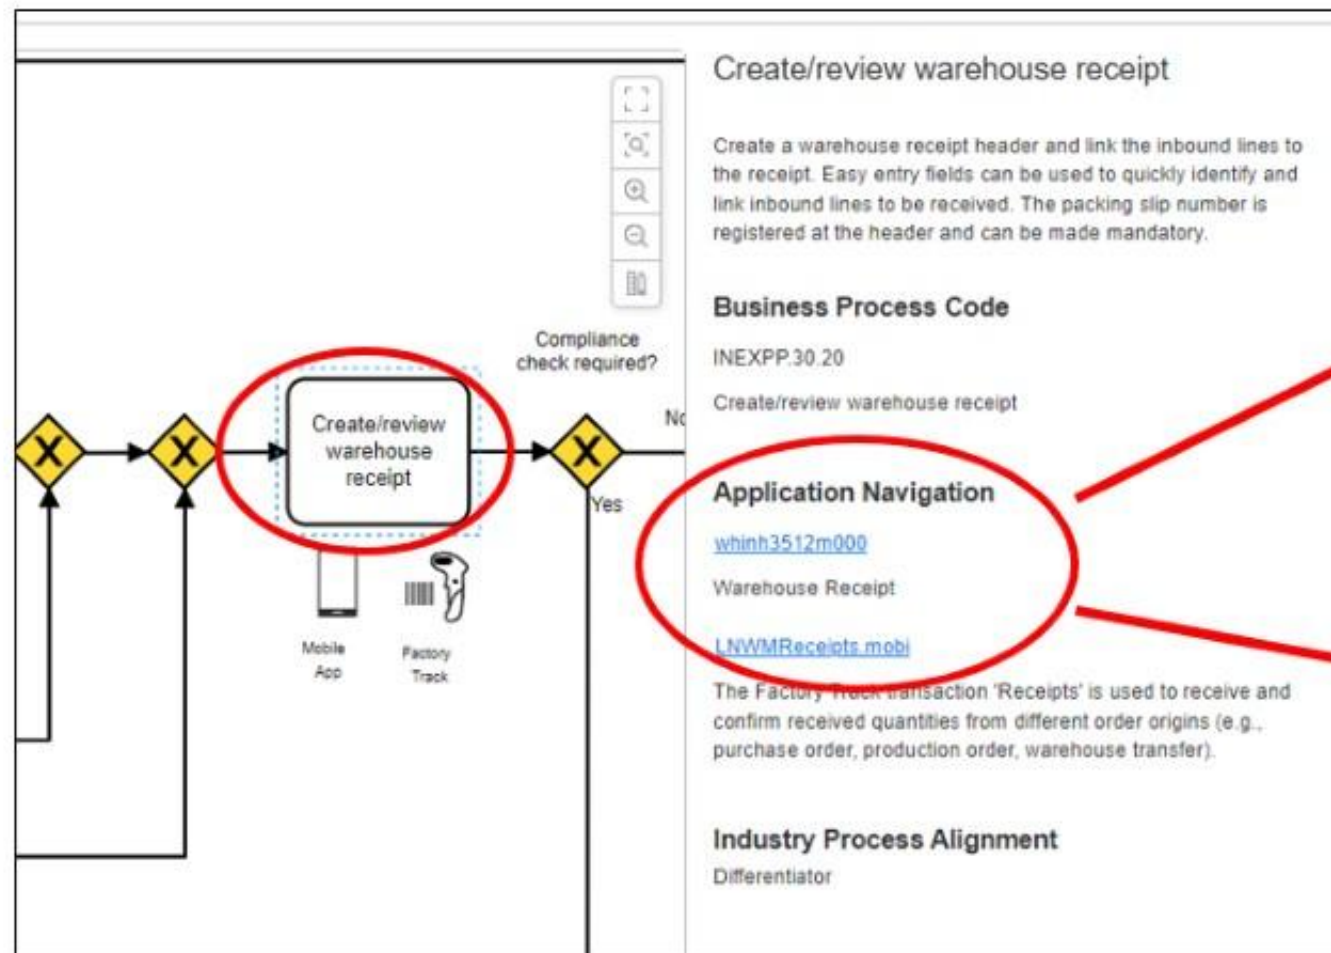 Create/review warehouse receipt
Create a warehouse receipt header and link the inbound lines to
the receipt. Easy entry fields can be used to quickly identify and
link inbound lines to be received. The packing slip number is
registered at the header and can be made mandatory.
Business Process Code
INEXPP.30.20
Create/review warehouse receipt
Application Navigation
whinh3512m000
Warehouse Receipt
LNWMReceipts.mobi
The Factory Track transaction 'Receipts' is used to receive and
confirm received quantities from different order origins (e.g.,
purchase order, production order, warehouse transfer).
Industry Process Alignment
Differentiator
Compliance
check required?
Create/review
warehouse
receipt
X
X
X
No
Yes
Mobile
App
Factory
Track